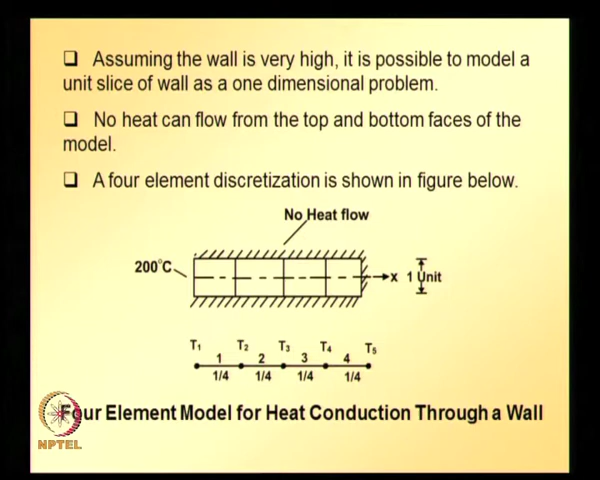 ❑ Assuming the wall is very high, it is possible to model a
unit slice of wall as a one dimensional problem.
❑ No heat can flow from the top and bottom faces of the
model.
❑ A four element discretization is shown in figure below.
No Heat flow
200°C
x 1 Unit
T1 T2 T3 T4 T5
1 2 3 4
1/4 1/4 1/4 1/4
Four Element Model for Heat Conduction Through a Wall
NPTEL